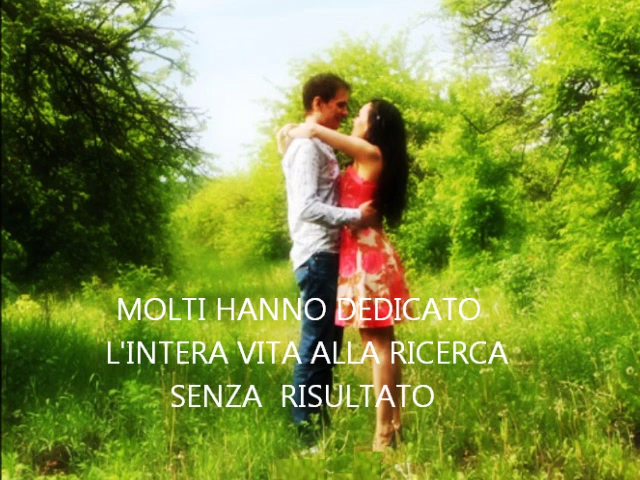 MOLTI HANNO DEDICATO
L'INTERA VITA ALLA RICERCA
SENZA RISULTATO